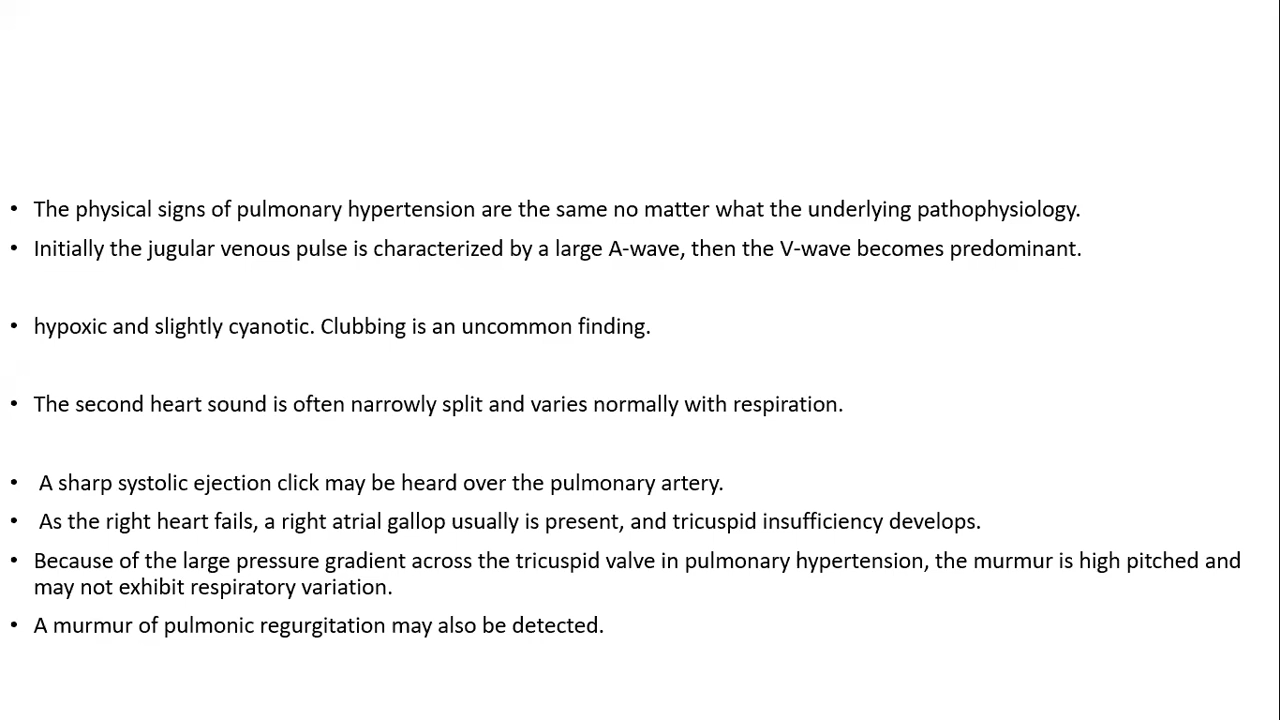 • The physical signs of pulmonary hypertension are the same no matter what the underlying pathophysiology.
• Initially the jugular venous pulse is characterized by a large A-wave, then the V-wave becomes predominant.
• hypoxic and slightly cyanotic. Clubbing is an uncommon finding.
• The second heart sound is often narrowly split and varies normally with respiration.
• A sharp systolic ejection click may be heard over the pulmonary artery.
• As the right heart fails, a right atrial gallop usually is present, and tricuspid insufficiency develops.
• Because of the large pressure gradient across the tricuspid valve in pulmonary hypertension, the murmur is high pitched and
may not exhibit respiratory variation.
• A murmur of pulmonic regurgitation may also be detected.